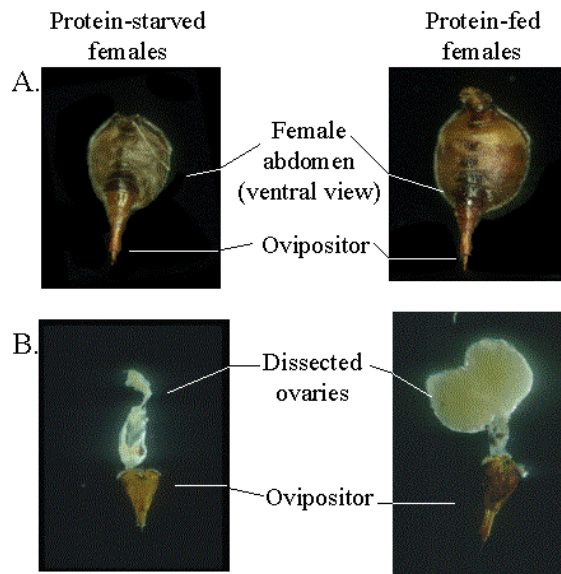 Protein-starved
females
Protein-fed
females
A.
Female
abdomen
(ventral view)
Ovipositor
B.
Dissected
ovaries
Ovipositor